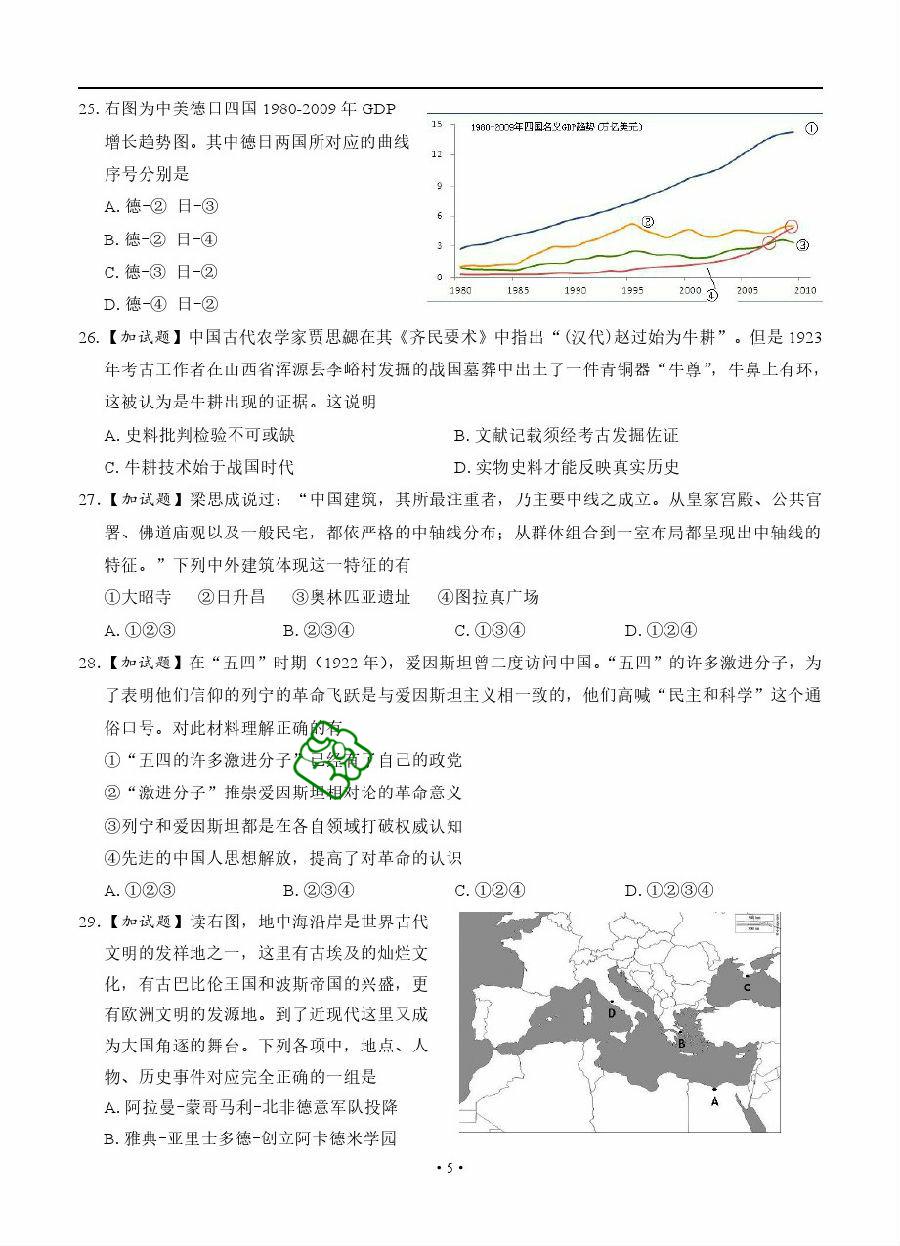 25. 右图为中美德日四国 1980-2009 年 GDP
增长趋势图。其中德日两国所对应的曲线
序号分别是
A. 德-② 日-③
B. 德-② 日-④
C. 德-③ 日-②
D. 德-④ 日-②
1980-2009年四国名义GDP趋势(万亿美元)
15
12
9
6
3
0
1980 1985 1990 1995 2000 2005 2010
①
②
③
④
26.【加试题】中国古代农学家贾思勰在其《齐民要术》中指出“(汉代)赵过始为牛耕”。但是 1923
年考古工作者在山西省浑源县李峪村发掘的战国墓葬中出土了一件青铜器“牛尊”，牛鼻上有环，
这被认为是牛耕出现的证据。这说明
A. 史料批判检验不可或缺 B. 文献记载须经考古发掘佐证
C. 牛耕技术始于战国时代 D. 实物史料才能反映真实历史
27.【加试题】梁思成说过：“中国建筑，其所最注重者，乃主要中线之成立。从皇家宫殿、公共官
署、佛道庙观以及一般民宅，都依严格的中轴线分布；从群体组合到一室布局都呈现出中轴线的
特征。”下列中外建筑体现这一特征的有
①大昭寺 ②日升昌 ③奥林匹亚遗址 ④图拉真广场
A. ①②③ B. ②③④ C. ①③④ D. ①②④
28.【加试题】在“五四”时期（1922 年），爱因斯坦曾二度访问中国。“五四”的许多激进分子，为
了表明他们信仰的列宁的革命飞跃是与爱因斯坦主义相一致的，他们高喊“民主和科学”这个通
俗口号。对此材料理解正确的有
①“五四的许多激进分子”已经有了自己的政党
②“激进分子”推崇爱因斯坦相对论的革命意义
③列宁和爱因斯坦都是在各自领域打破权威认知
④先进的中国人思想解放，提高了对革命的认识
A. ①②③ B. ②③④ C. ①②④ D. ①②③④
29.【加试题】读右图，地中海沿岸是世界古代
文明的发祥地之一，这里有古埃及的灿烂文
化，有古巴比伦王国和波斯帝国的兴盛，更
有欧洲文明的发源地。到了近现代这里又成
为大国角逐的舞台。下列各项中，地点、人
物、历史事件对应完全正确的一组是
A. 阿拉曼-蒙哥马利-北非德意军队投降
B. 雅典-亚里士多德-创立阿卡德米学园
C
D
B
A
• 5 •